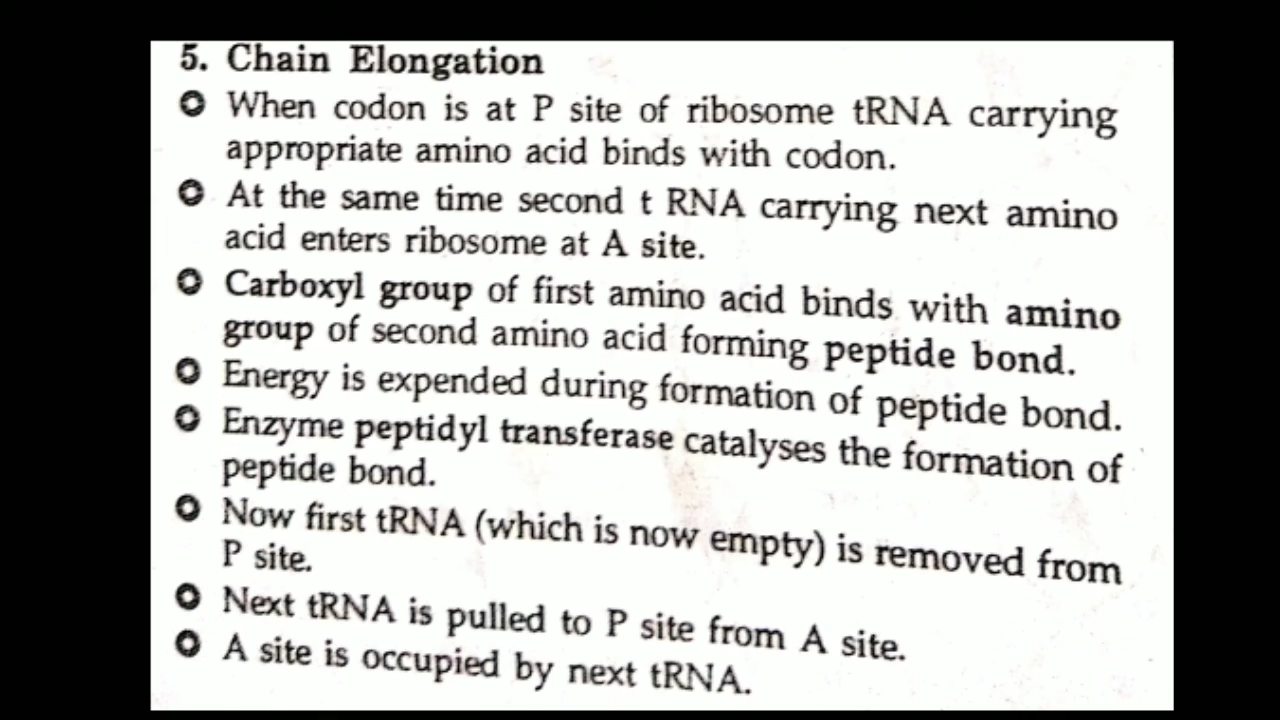 5. Chain Elongation
When codon is at P site of ribosome tRNA carrying
appropriate amino acid binds with codon.
At the same time second t RNA carrying next amino
acid enters ribosome at A site.
Carboxyl group of first amino acid binds with amino
group of second amino acid forming peptide bond.
Energy is expended during formation of peptide bond.
Enzyme peptidyl transferase catalyses the formation of
peptide bond.
Now first tRNA (which is now empty) is removed from
P site.
Next tRNA is pulled to P site from A site.
A site is occupied by next tRNA.